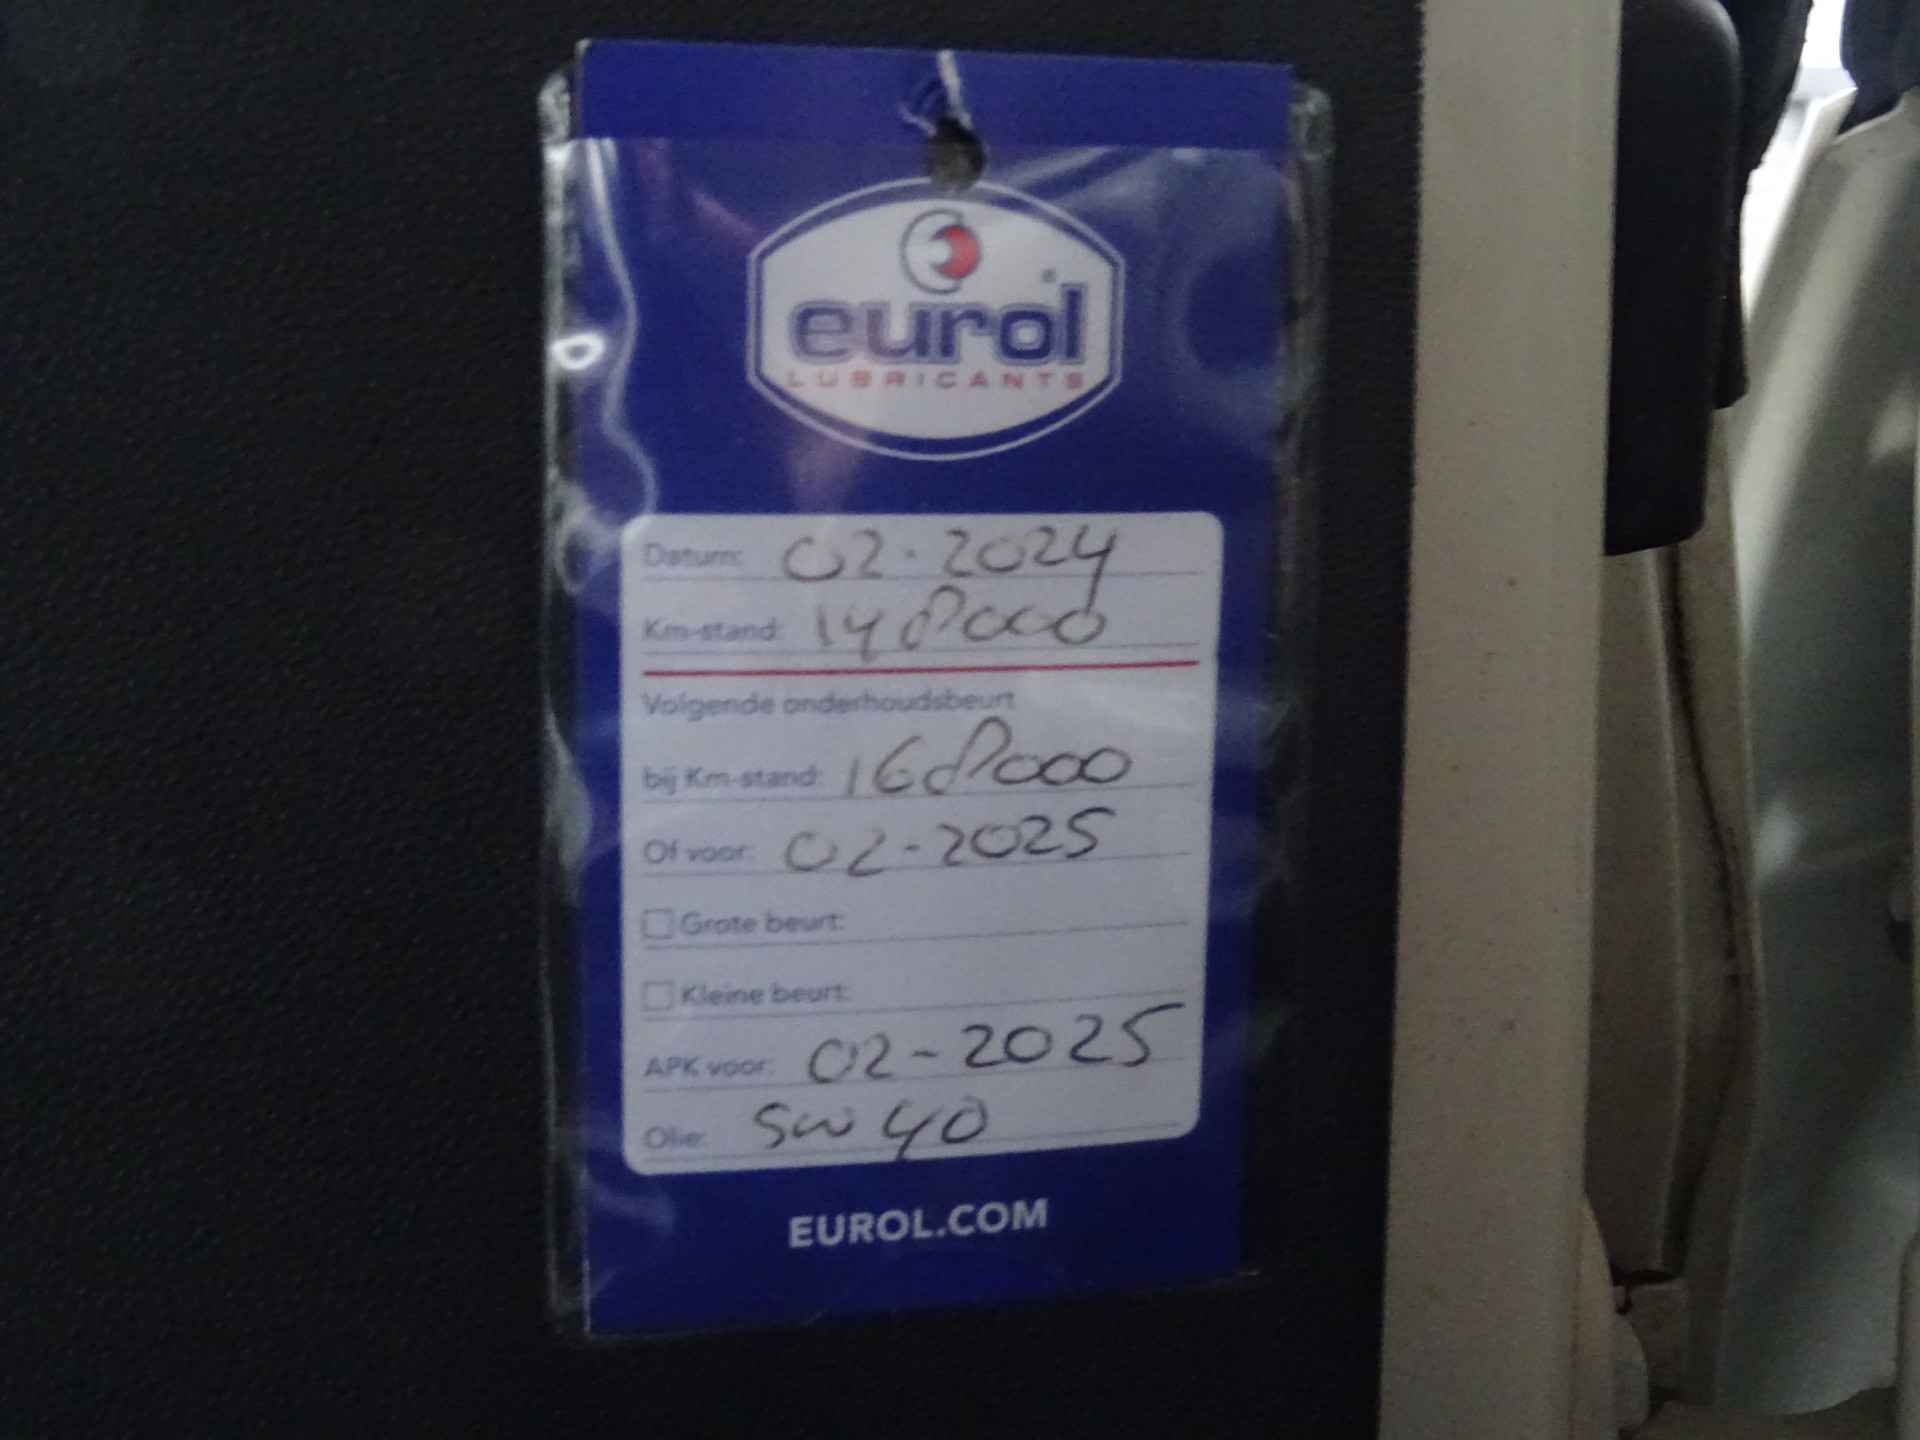 eurol
LUBRICANTS
Datum: 02-2024
Km-stand: 148000
Volgende onderhoudsbeurt
bij Km-stand: 168000
Of voor: 02-2025
Grote beurt:
Kleine beurt:
APK voor: 02-2025
Olie: 5w40
EUROL.COM